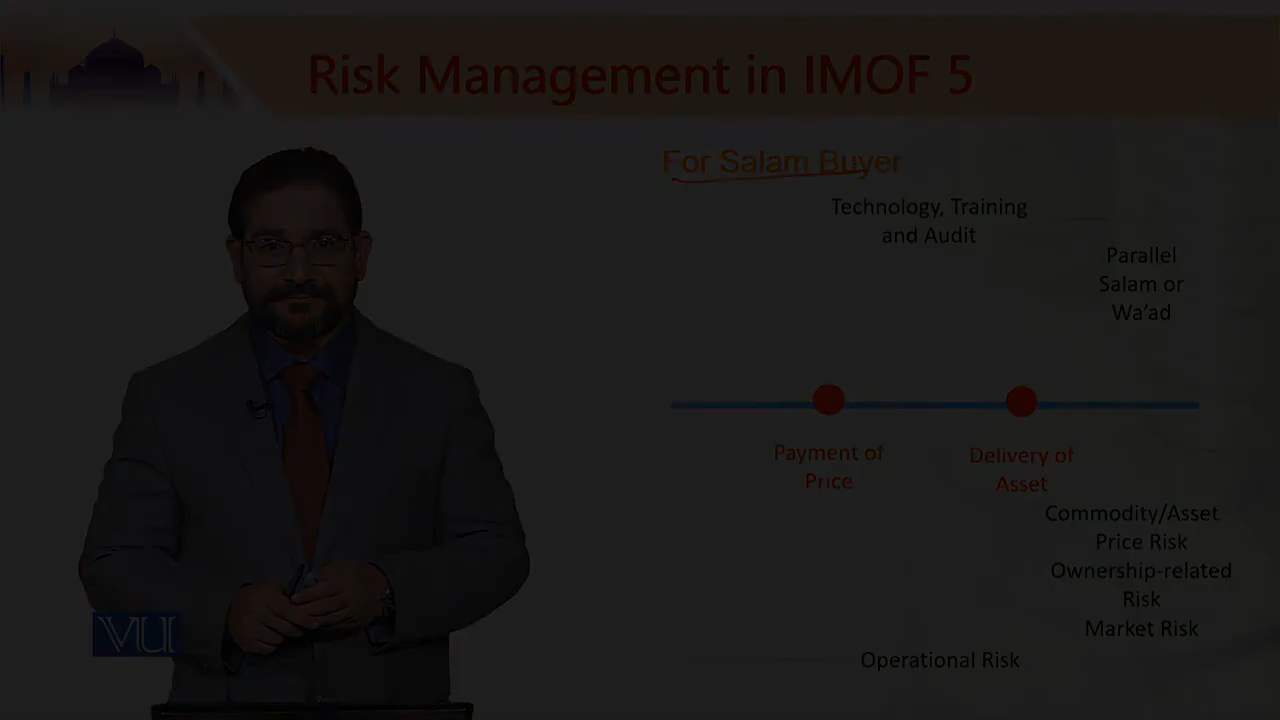 Risk Management in IMOF 5
For Salam Buyer
Technology, Training
and Audit
Parallel
Salam or
Wa'ad
Payment of
Price
Delivery of
Asset
Commodity/Asset
Price Risk
Ownership-related
Risk
Market Risk
Operational Risk
VU